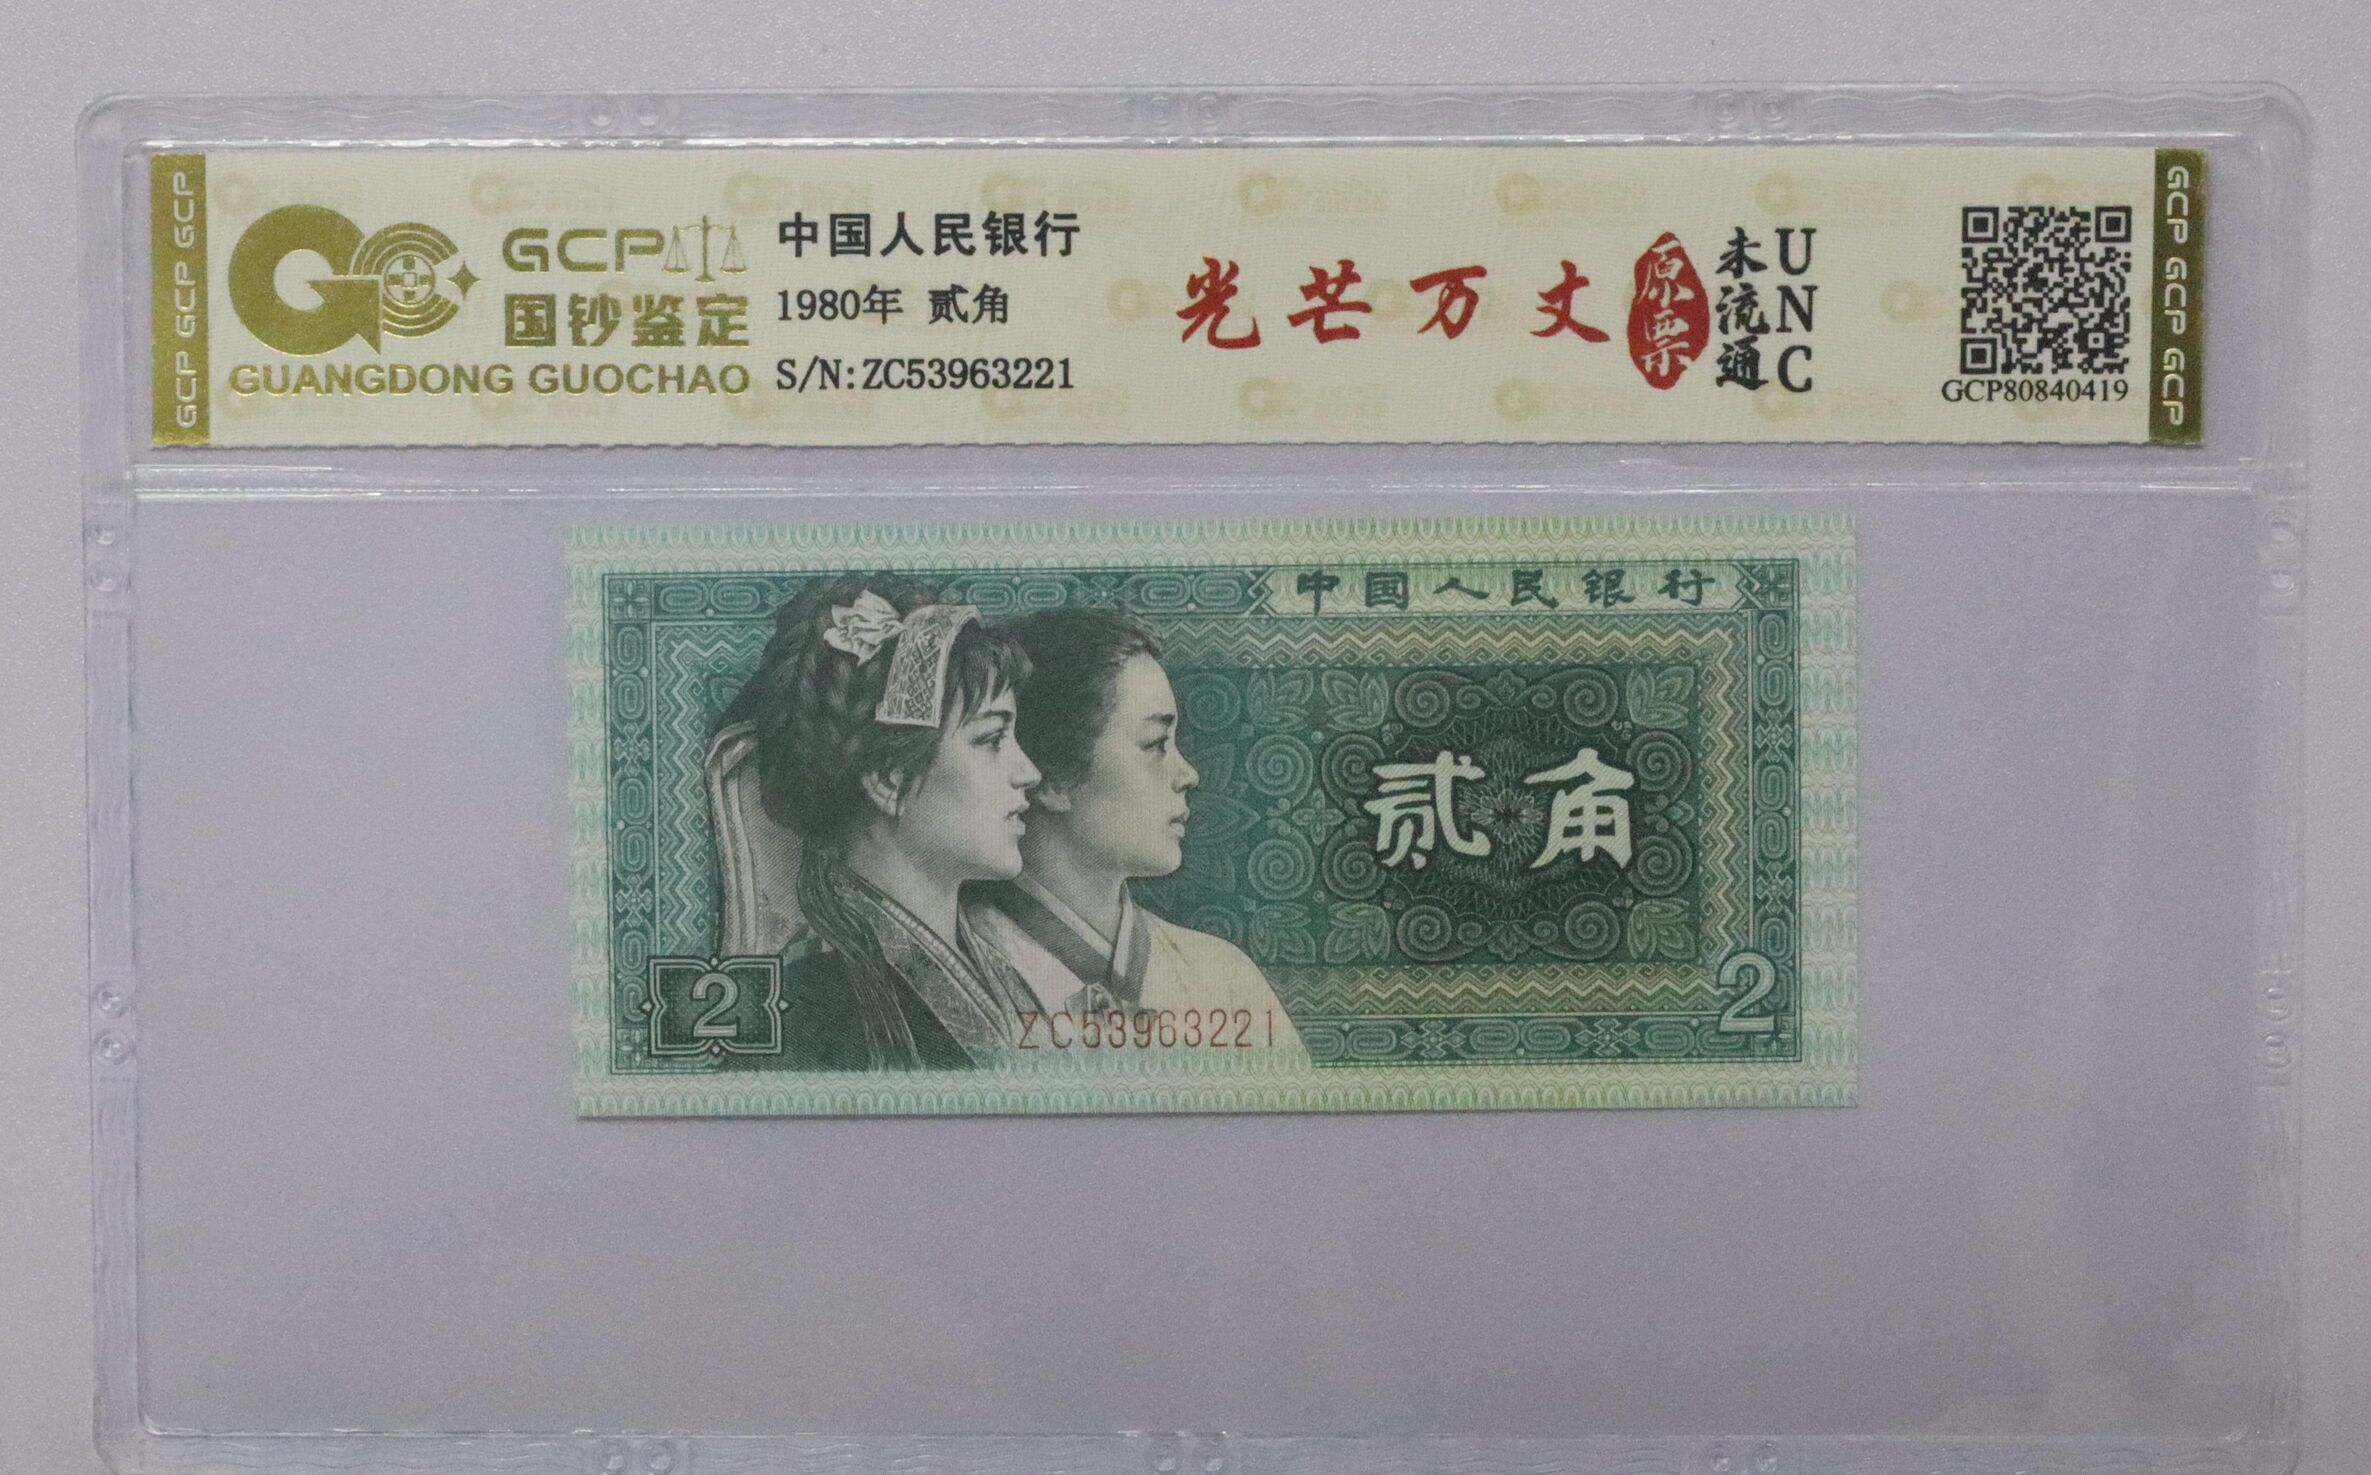 GCP GCP GCP
GCP
国钞鉴定
GUANGDONG GUOCHAO
中国人民银行
1980年 贰角
S/N:ZC53963221
光芒万丈
原票
未流通
UNC
GCP80840419
GCP GCP GCP
中国人民银行
贰角
2
ZC53963221
2